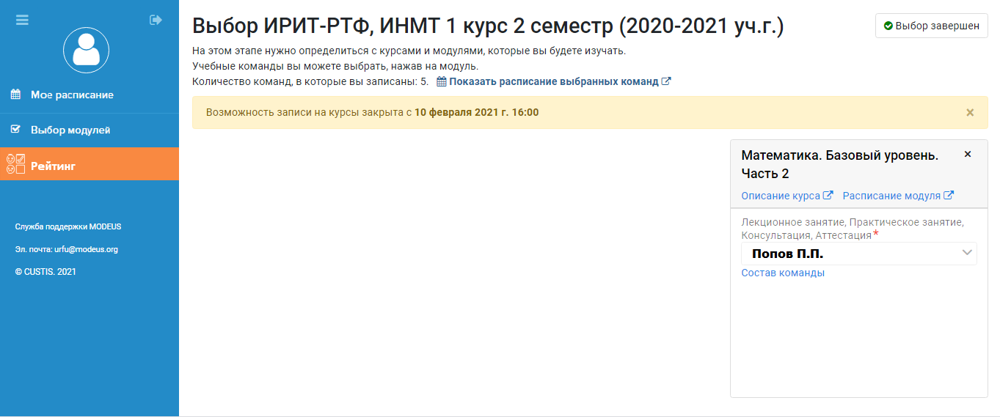 Мое расписание
Выбор модулей
Рейтинг
Служба поддержки MODEUS
Эл. почта: urfu@modeus.org
© CUSTIS. 2021
Выбор ИРИТ-РТФ, ИНМТ 1 курс 2 семестр (2020-2021 уч.г.)
Выбор завершен
На этом этапе нужно определиться с курсами и модулями, которые вы будете изучать.
Учебные команды вы можете выбрать, нажав на модуль.
Количество команд, в которые вы записаны: 5. Показать расписание выбранных команд
Возможность записи на курсы закрыта с 10 февраля 2021 г. 16:00 ×
Математика. Базовый уровень. ×
Часть 2
Описание курса Расписание модуля
Лекционное занятие, Практическое занятие,
Консультация, Аттестация*
Попов П.П.
Состав команды